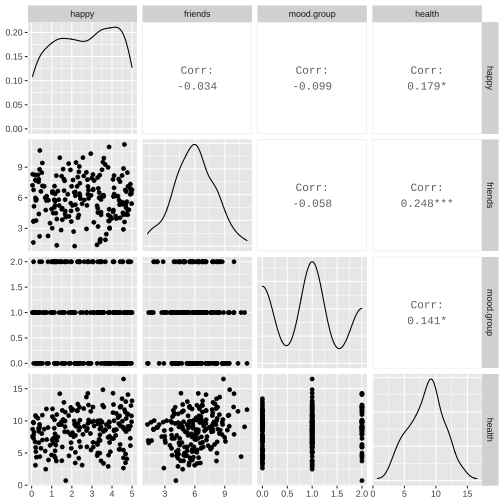 happy friends mood.group health
0.20
0.15
0.10
0.05
0.00
Corr:
-0.034
Corr:
-0.099
Corr:
0.179*
happy
9
6
3
Corr:
-0.058
Corr:
0.248***
friends
2.0
1.5
1.0
0.5
0.0
Corr:
0.141*
mood.group
15
10
5
0
health
0 1 2 3 4 5 3 6 9 0.0 0.5 1.0 1.5 2.0 0 5 10 15